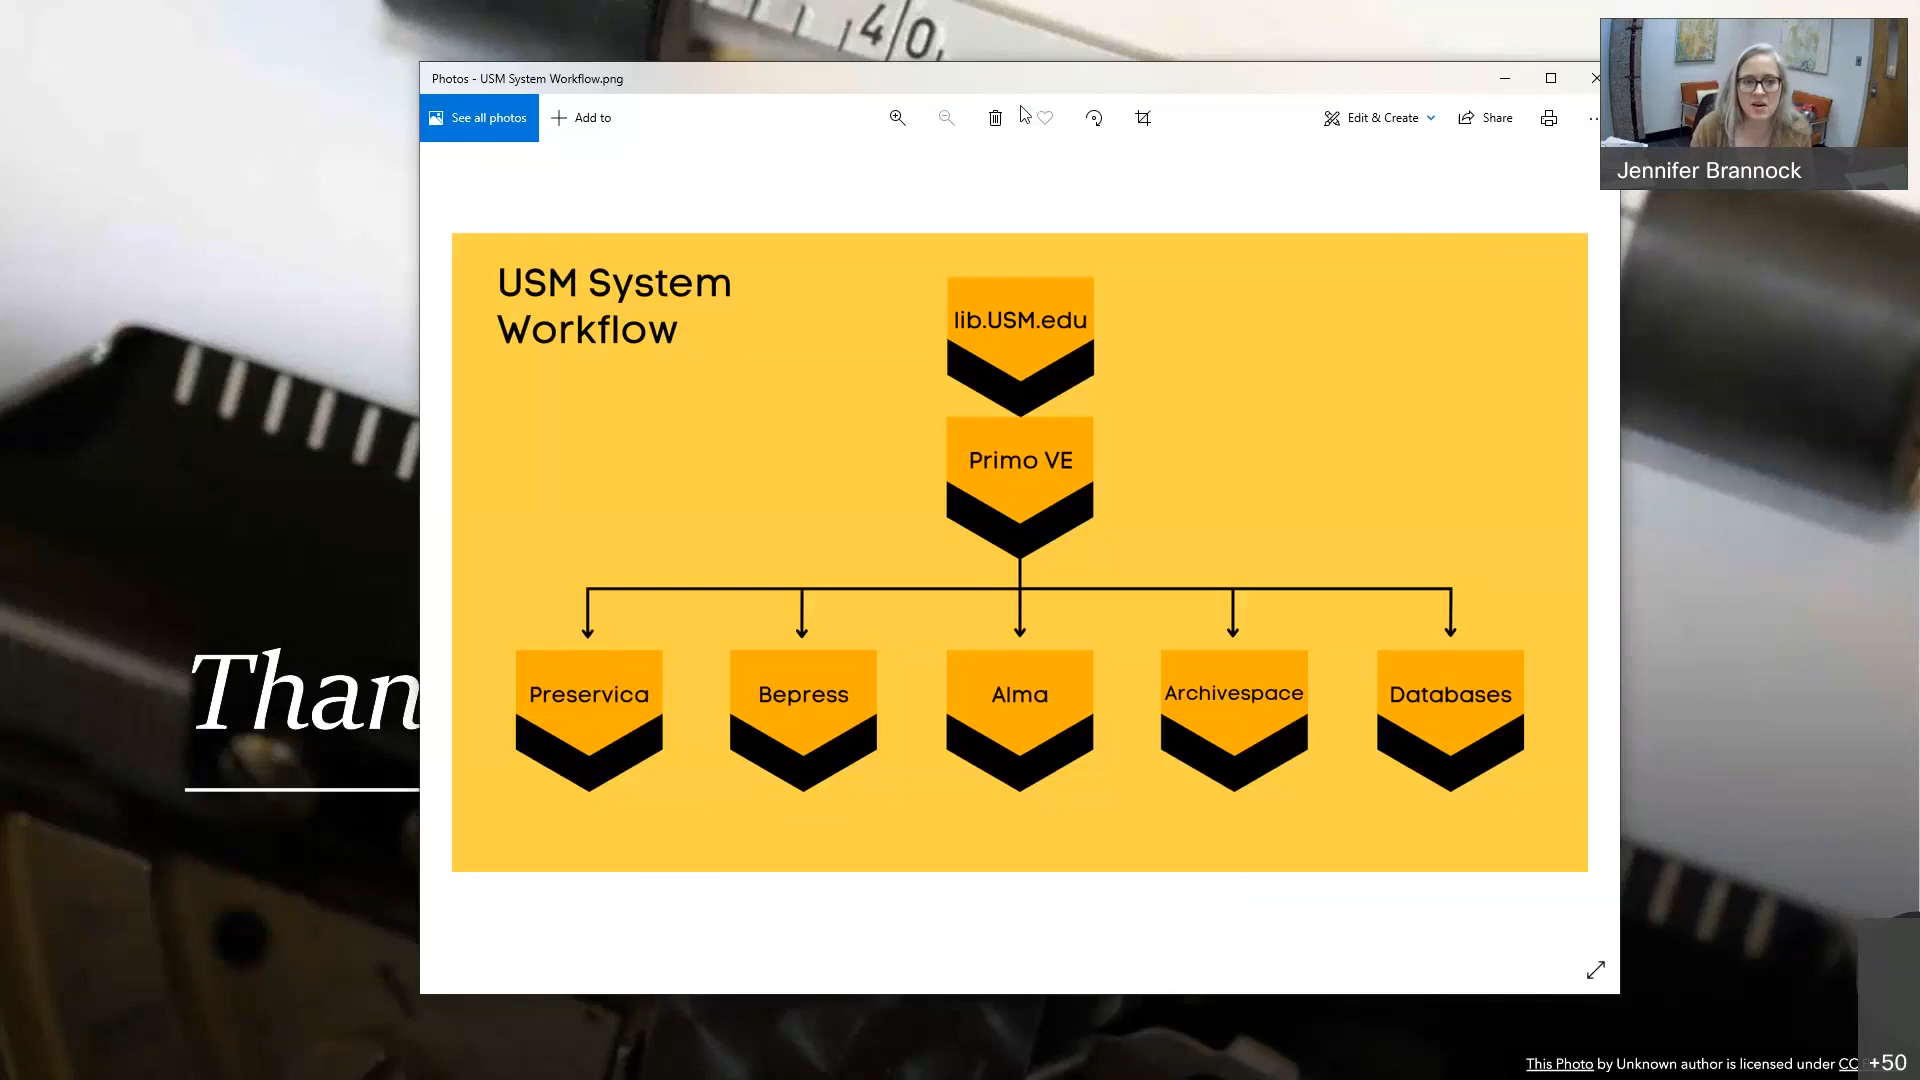 40
Photos - USM System Workflow.png
See all photos
Add to
Edit & Create
Share
Jennifer Brannock
USM System
Workflow
lib.USM.edu
Primo VE
Preservica
Bepress
Alma
Archivespace
Databases
Than
This Photo by Unknown author is licensed under CC
+50